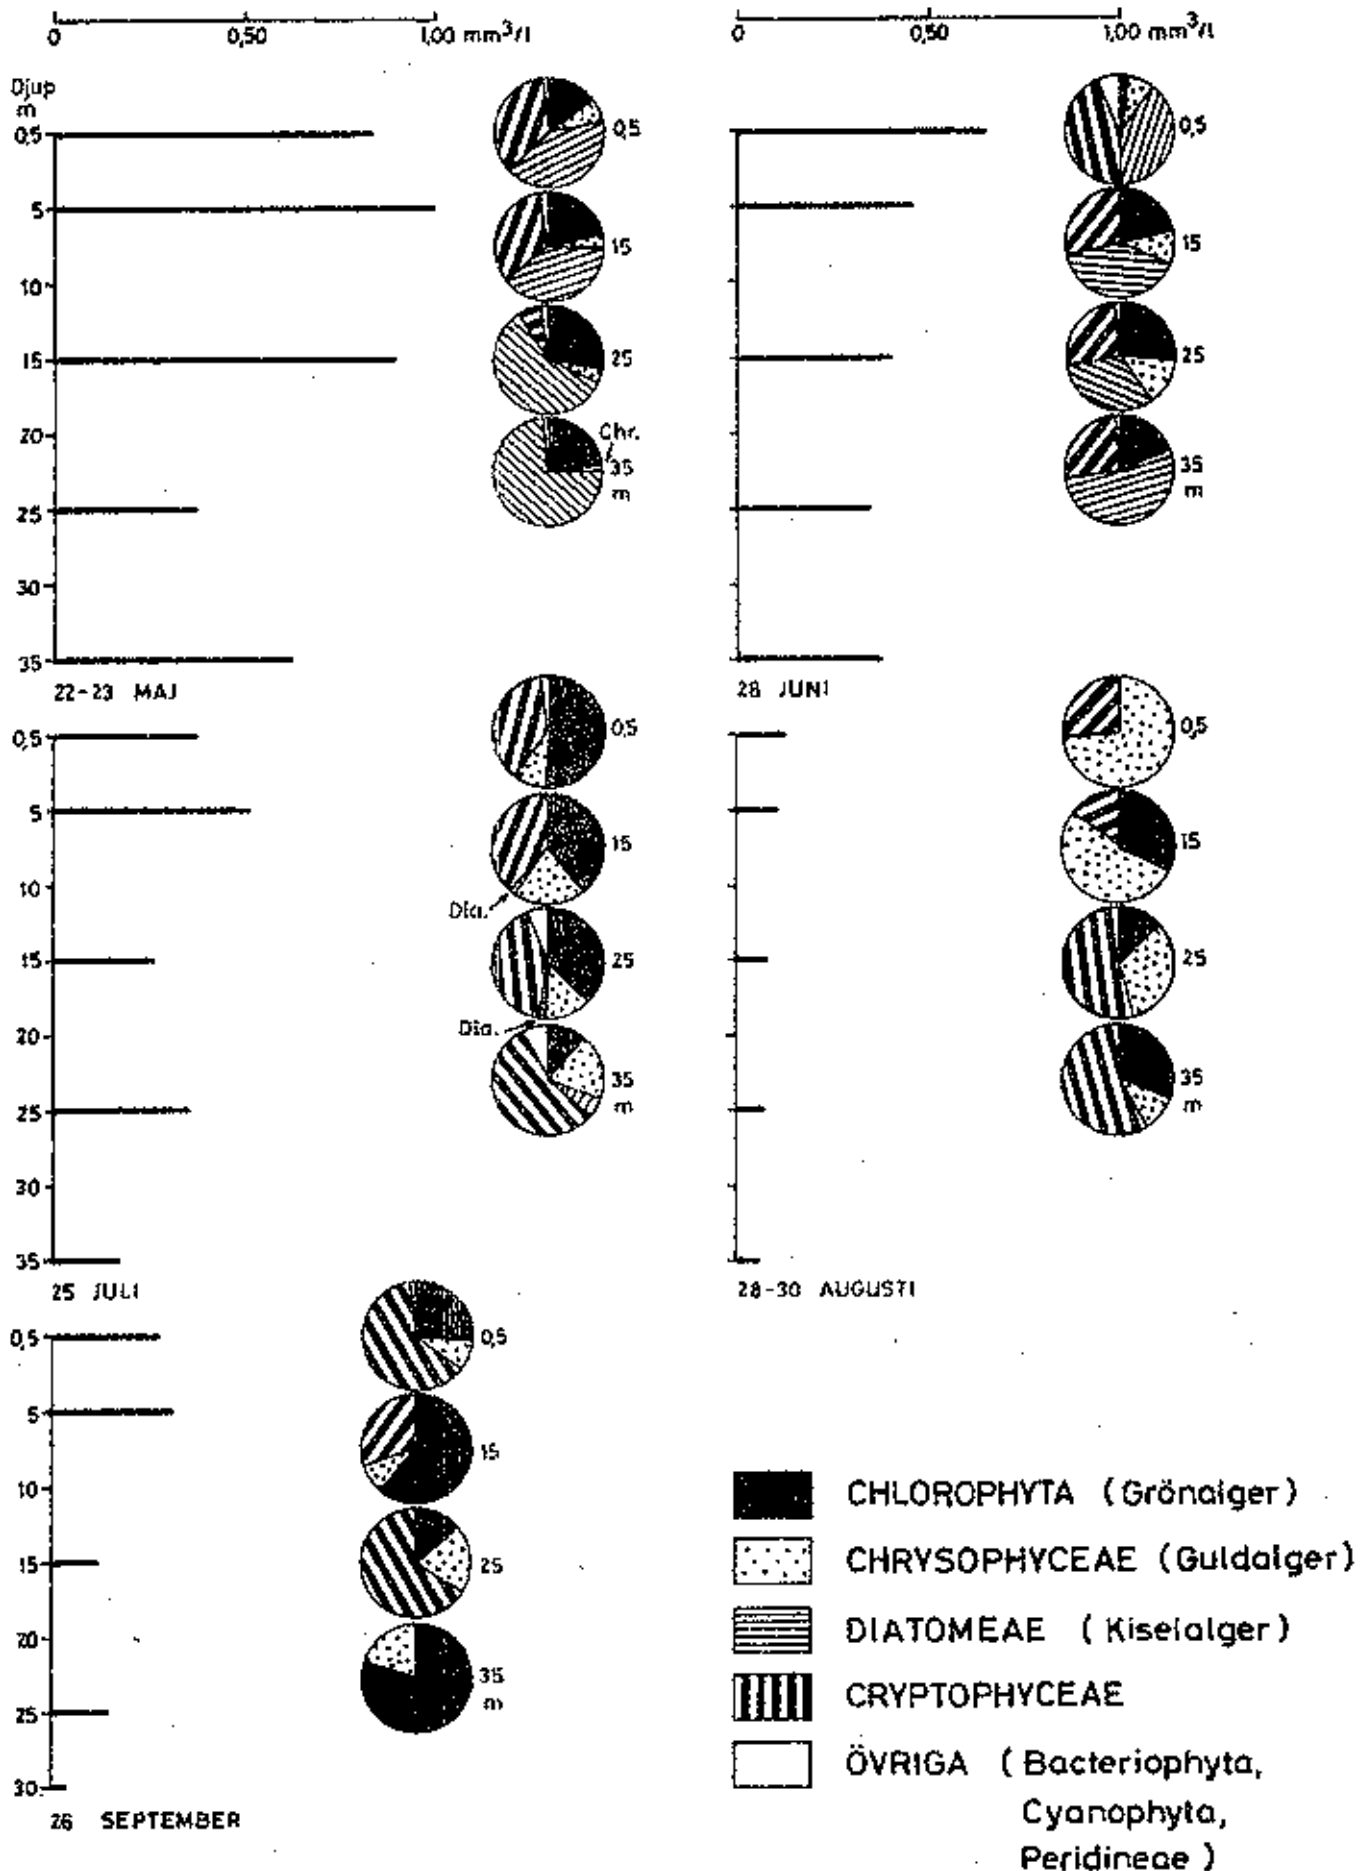 0 0,50 1,00 mm³/l
0 0,50 1,00 mm³/l
Djup
m
0,5
5
10
15
20
25
30
35
0,5
15
25
Chr.
35
m
22-23 MAJ
0,5
15
25
35
m
28 JUNI
0,5
5
10
15
20
25
30
35
0,5
15
Dia.
25
Dia.
35
m
25 JULI
0,5
15
25
35
m
28-30 AUGUSTI
0,5
5
10
15
20
25
30
0,5
15
25
35
m
26 SEPTEMBER
CHLOROPHYTA (Grönalger)
CHRYSOPHYCEAE (Guldalger)
DIATOMEAE (Kiselalger)
CRYPTOPHYCEAE
ÖVRIGA (Bacteriophyta,
Cyanophyta,
Peridineae)